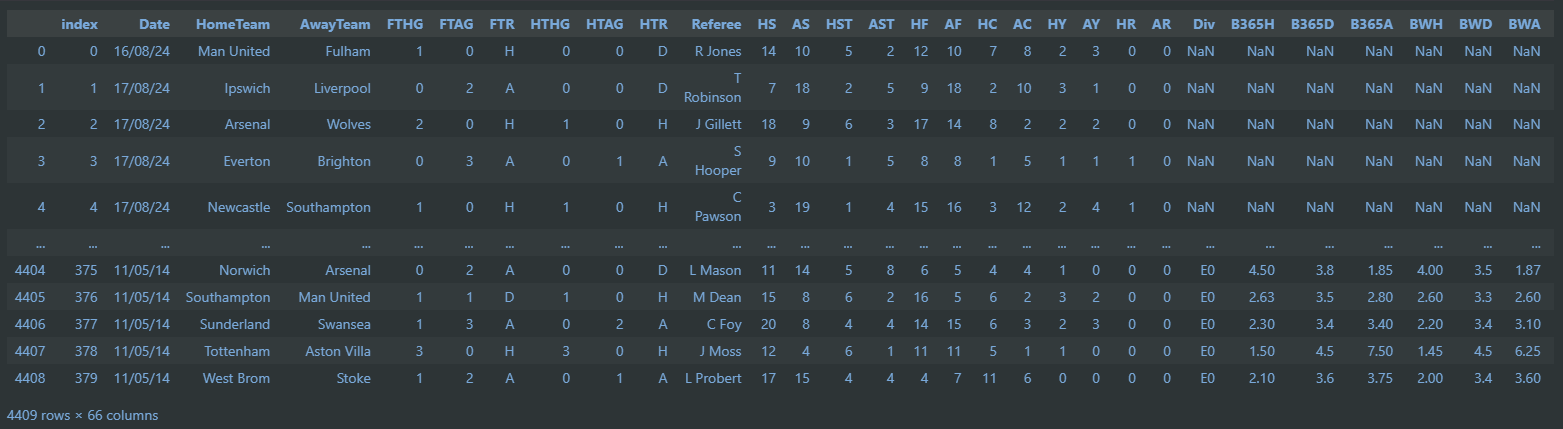 index Date HomeTeam AwayTeam FTHG FTAG FTR HTHG HTAG HTR Referee HS AS HST AST HF AF HC AC HY AY HR AR Div B365H B365D B365A BWH BWD BWA
0 0 16/08/24 Man United Fulham 1 0 H 0 0 D R Jones 14 10 5 2 12 10 7 8 2 3 0 0 NaN NaN NaN NaN NaN NaN NaN
1 1 17/08/24 Ipswich Liverpool 0 2 A 0 0 D T Robinson 7 18 2 5 9 18 2 10 3 1 0 0 NaN NaN NaN NaN NaN NaN NaN
2 2 17/08/24 Arsenal Wolves 2 0 H 1 0 H J Gillett 18 9 6 3 17 14 8 2 2 2 0 0 NaN NaN NaN NaN NaN NaN NaN
3 3 17/08/24 Everton Brighton 0 3 A 0 1 A S Hooper 9 10 1 5 8 8 1 5 1 1 1 0 NaN NaN NaN NaN NaN NaN NaN
4 4 17/08/24 Newcastle Southampton 1 0 H 1 0 H C Pawson 3 19 1 4 15 16 3 12 2 4 1 0 NaN NaN NaN NaN NaN NaN NaN
... ... ... ... ... ... ... ... ... ... ... ... ... ... ... ... ... ... ... ... ... ... ... ... ... ... ... ... ... ... ...
4404 375 11/05/14 Norwich Arsenal 0 2 A 0 0 D L Mason 11 14 5 8 6 5 4 4 1 0 0 0 E0 4.50 3.8 1.85 4.00 3.5 1.87
4405 376 11/05/14 Southampton Man United 1 1 D 1 0 H M Dean 15 8 6 2 16 5 6 2 3 2 0 0 E0 2.63 3.5 2.80 2.60 3.3 2.60
4406 377 11/05/14 Sunderland Swansea 1 3 A 0 2 A C Foy 20 8 4 4 14 15 6 3 2 3 0 0 E0 2.30 3.4 3.40 2.20 3.4 3.10
4407 378 11/05/14 Tottenham Aston Villa 3 0 H 3 0 H J Moss 12 4 6 1 11 11 5 1 1 0 0 0 E0 1.50 4.5 7.50 1.45 4.5 6.25
4408 379 11/05/14 West Brom Stoke 1 2 A 0 1 A L Probert 17 15 4 4 4 7 11 6 0 0 0 0 E0 2.10 3.6 3.75 2.00 3.4 3.60
4409 rows × 66 columns